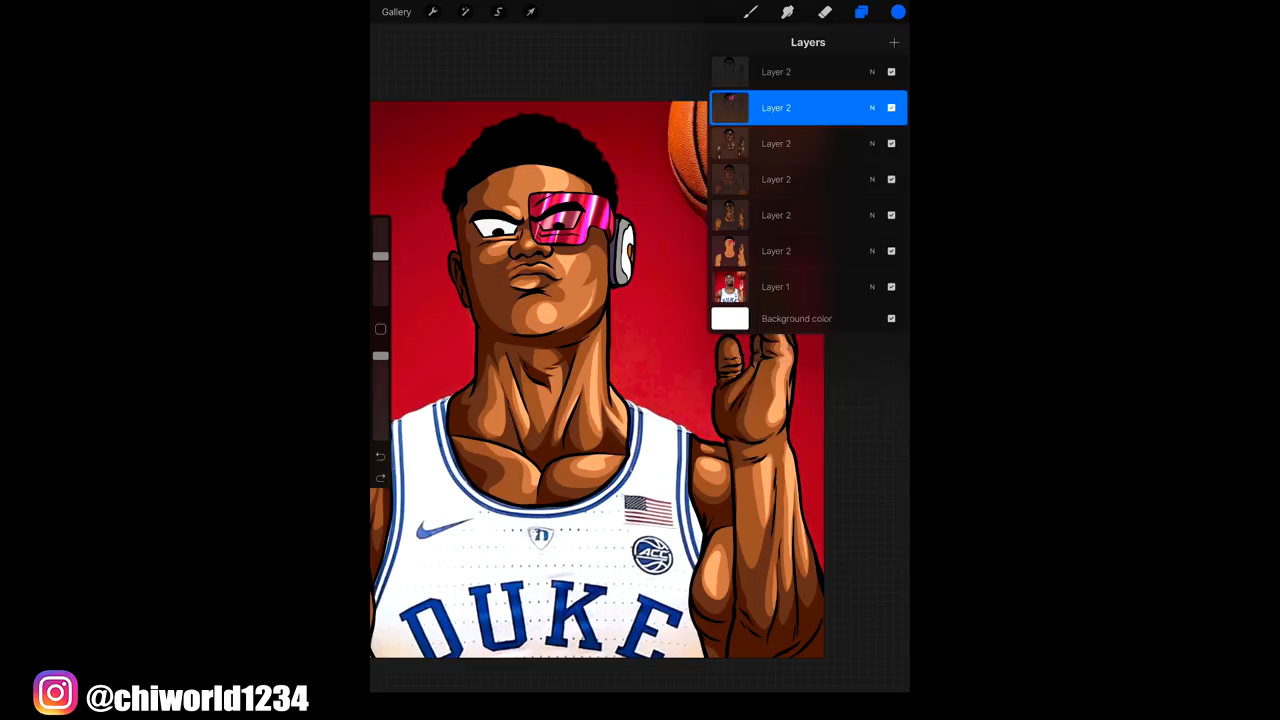 Gallery
Layers
Layer 2 N
Layer 2 N
Layer 2 N
Layer 2 N
Layer 2 N
Layer 2 N
Layer 1 N
Background color
D
ACC
DUKE
@chiworld1234